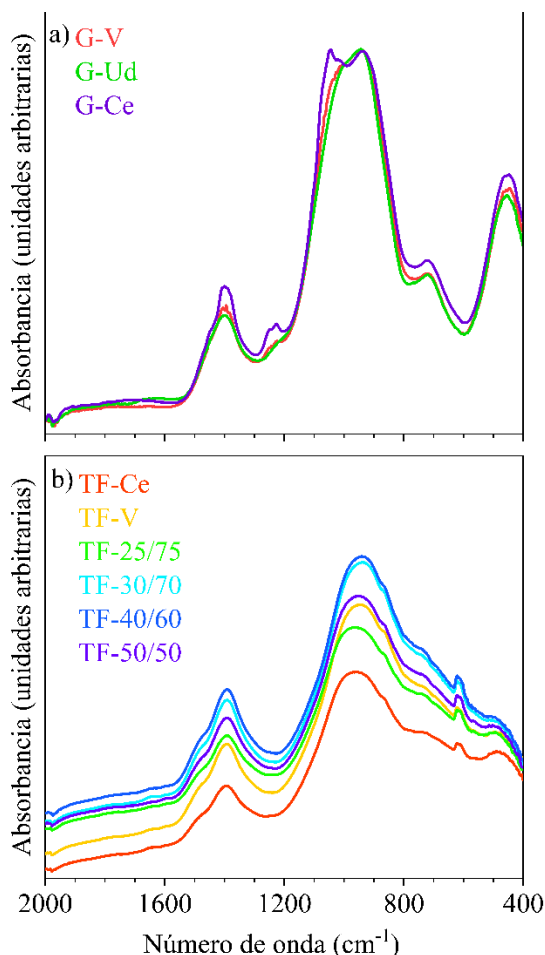 a)
G-V
G-Ud
G-Ce
Absorbancia (unidades arbitrarias)
b)
TF-Ce
TF-V
TF-25/75
TF-30/70
TF-40/60
TF-50/50
Absorbancia (unidades arbitrarias)
2000 1600 1200 800 400
Número de onda (cm⁻¹)